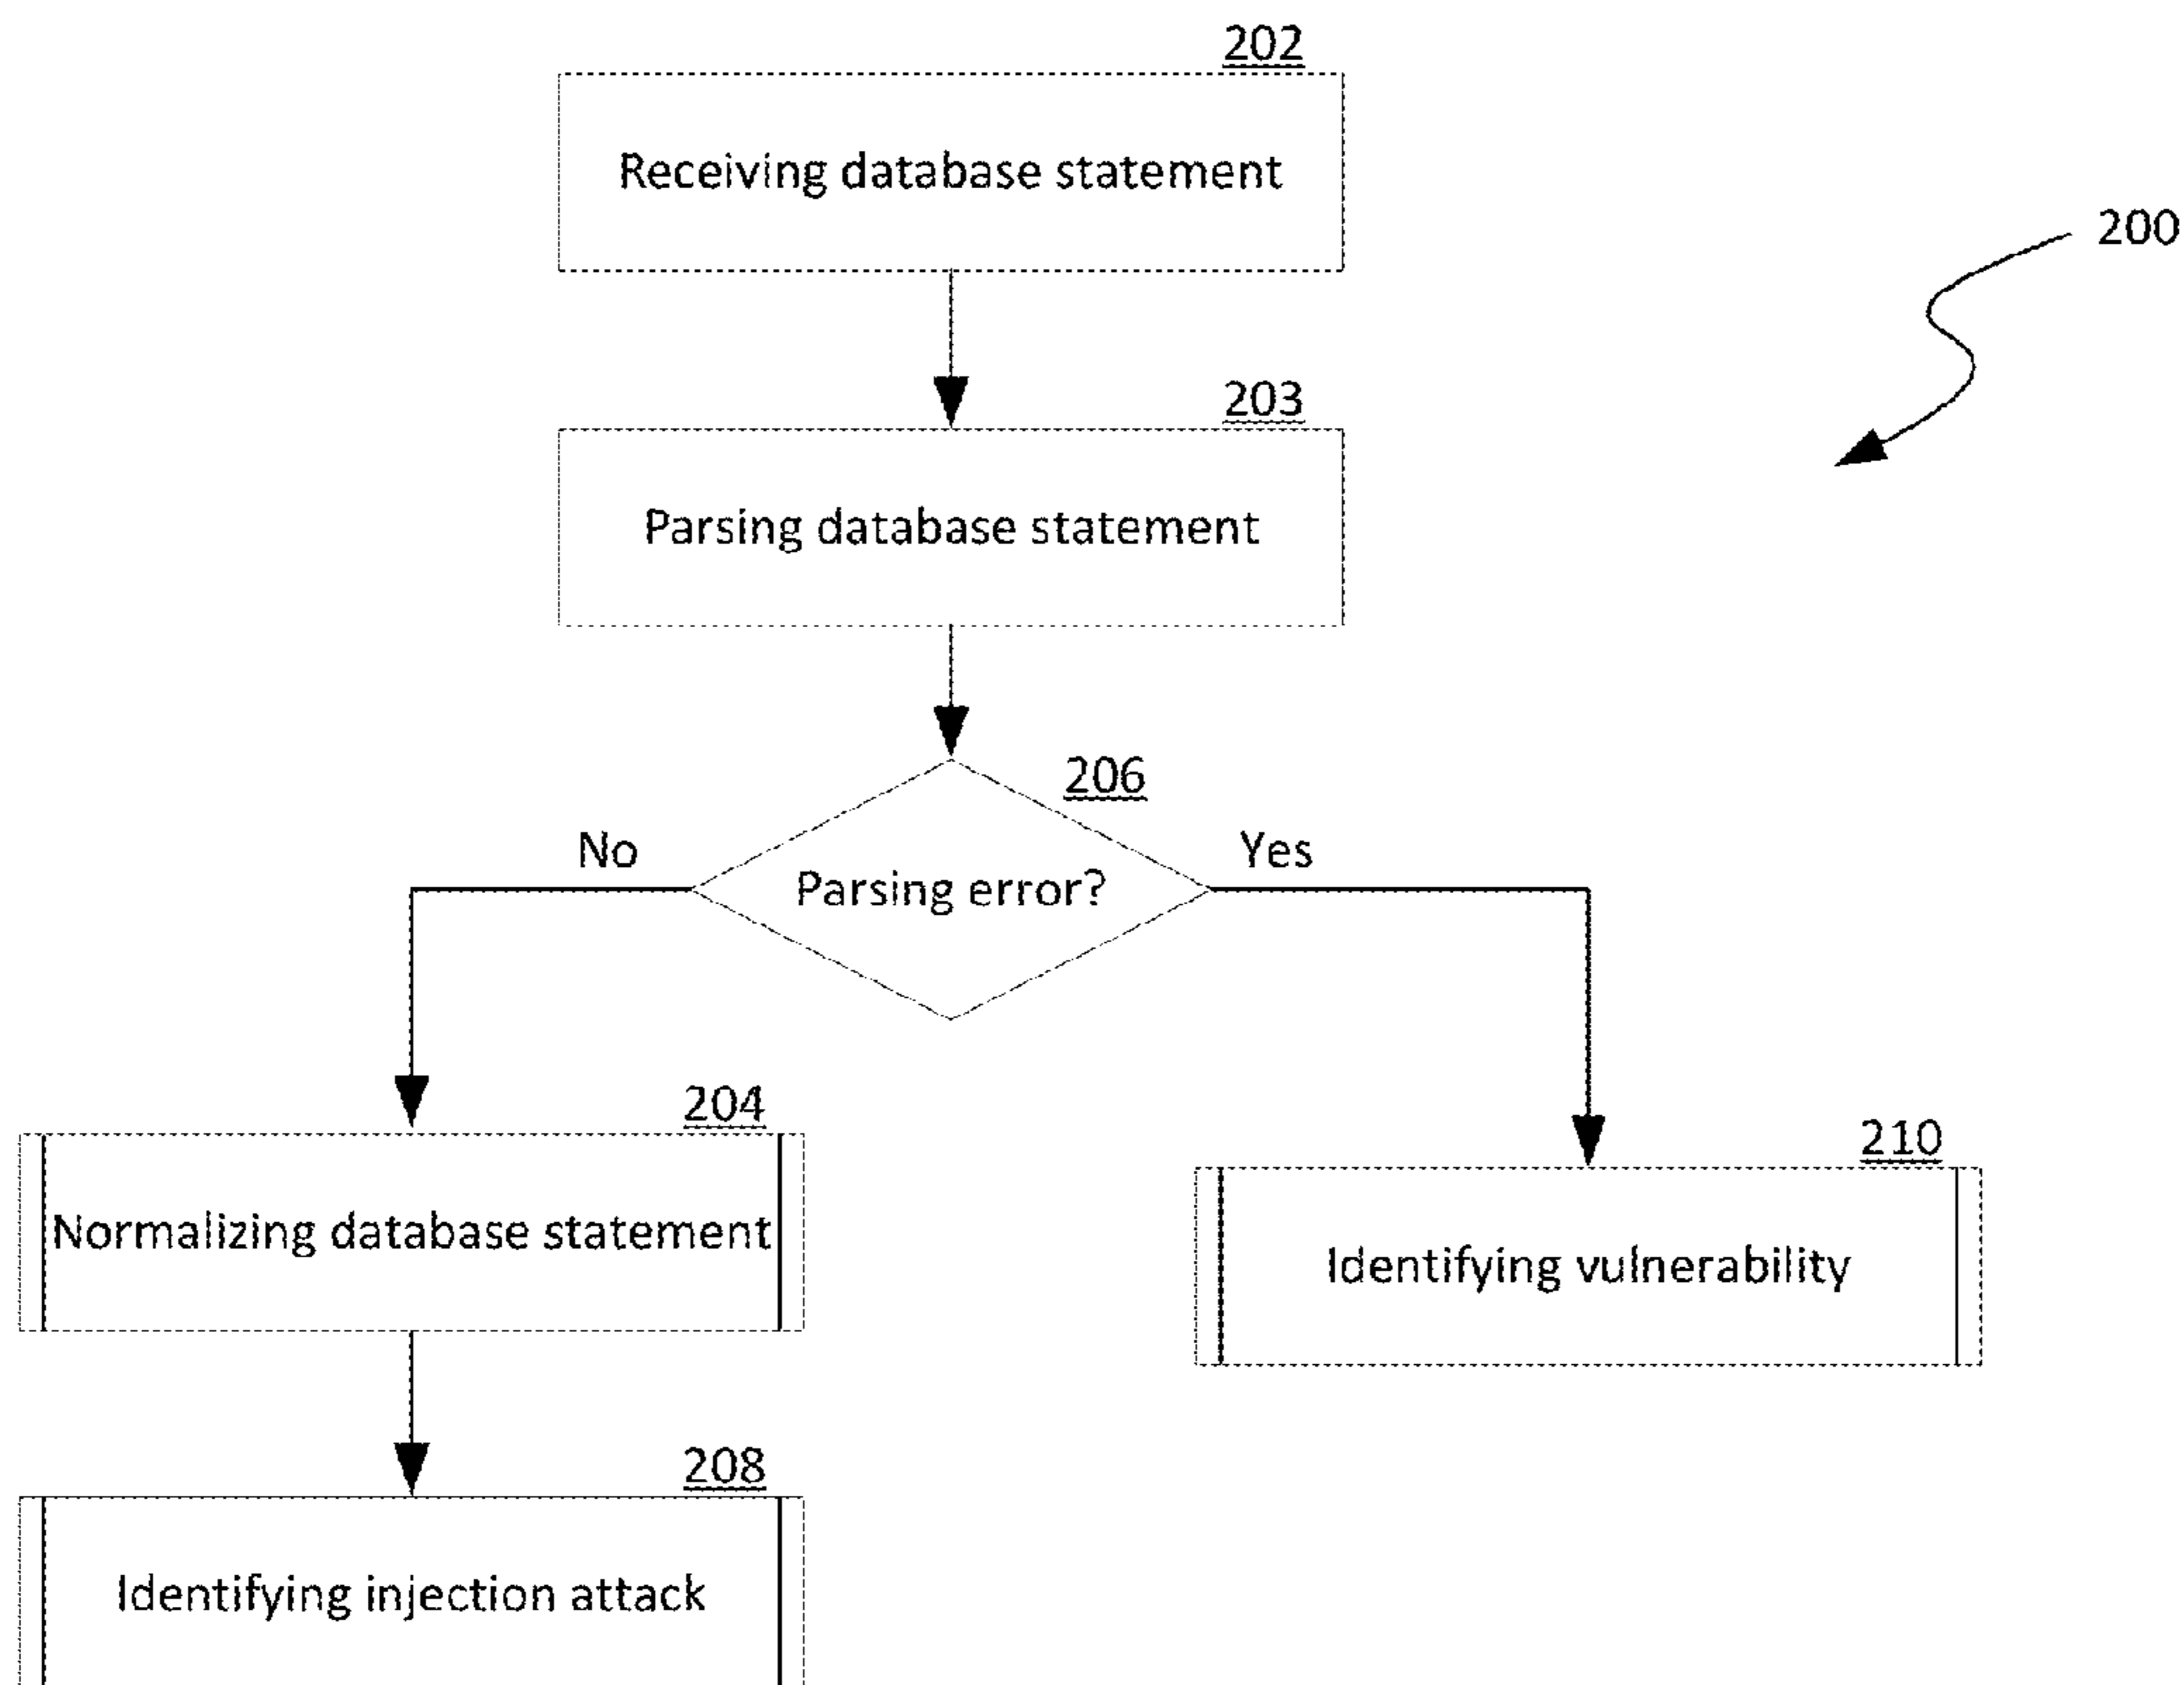 202
Receiving database statement
200
203
Parsing database statement
206
No
Yes
Parsing error?
204
Normalizing database statement
210
Identifying vulnerability
208
Identifying injection attack